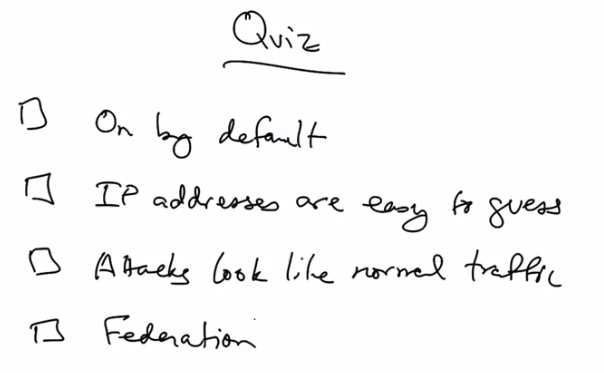 Quiz
On by default
IP addresses are easy to guess
Attacks look like normal traffic
Federation